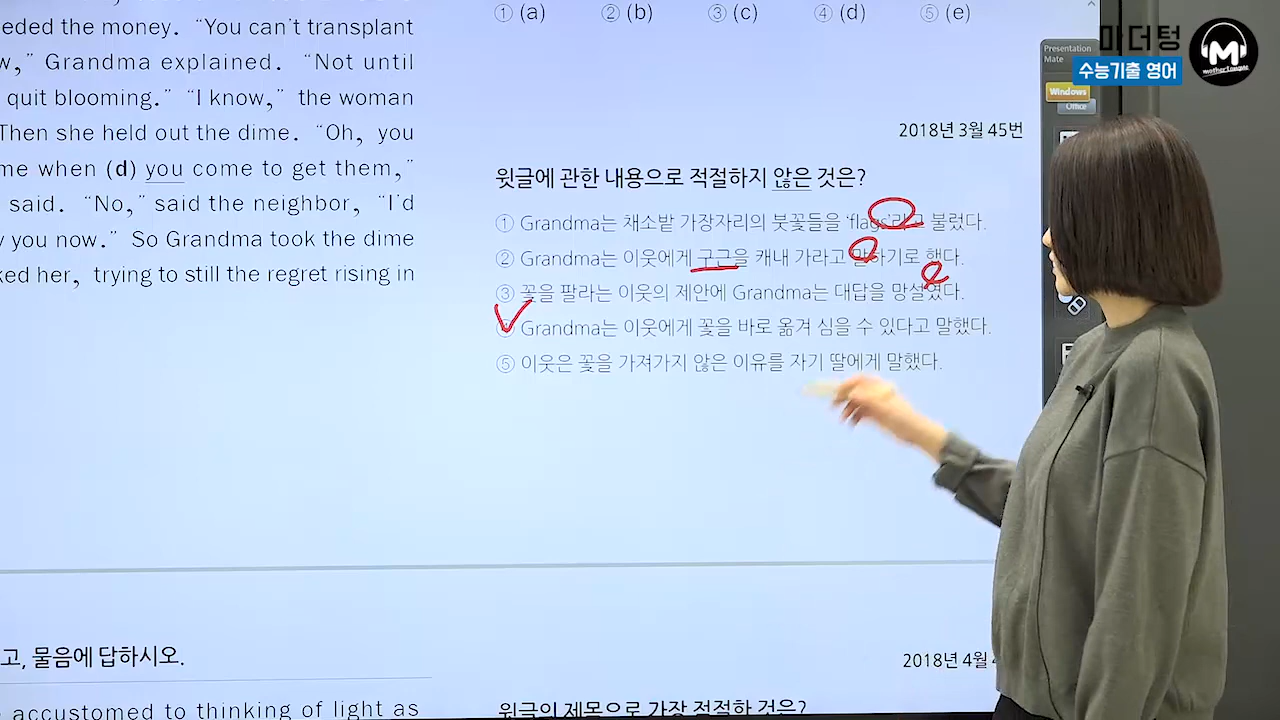 eded the money. “You can't transplant
w,” Grandma explained. “Not until
quit blooming.” “I know,” the woman
Then she held out the dime. “Oh, you
me when (d) you come to get them,”
said. “No,” said the neighbor, “I'd
y you now.” So Grandma took the dime
ked her, trying to still the regret rising in
① (a) ② (b) ③ (c) ④ (d) ⑤ (e)
2018년 3월 45번
윗글에 관한 내용으로 적절하지 않은 것은?
① Grandma는 채소밭 가장자리의 붓꽃들을 ‘flags’라고 불렀다.
② Grandma는 이웃에게 구근을 캐내 가라고 말하기로 했다.
③ 꽃을 팔라는 이웃의 제안에 Grandma는 대답을 망설였다.
④ Grandma는 이웃에게 꽃을 바로 옮겨 심을 수 있다고 말했다.
⑤ 이웃은 꽃을 가져가지 않은 이유를 자기 딸에게 말했다.
고, 물음에 답하시오.
accustomed to thinking of light as
2018년 4월
윗글의 제목으로 가장 적절한 것은?
Presentation
Mate
Windows
Office
마더텅
수능기출 영어
M
mothertongue